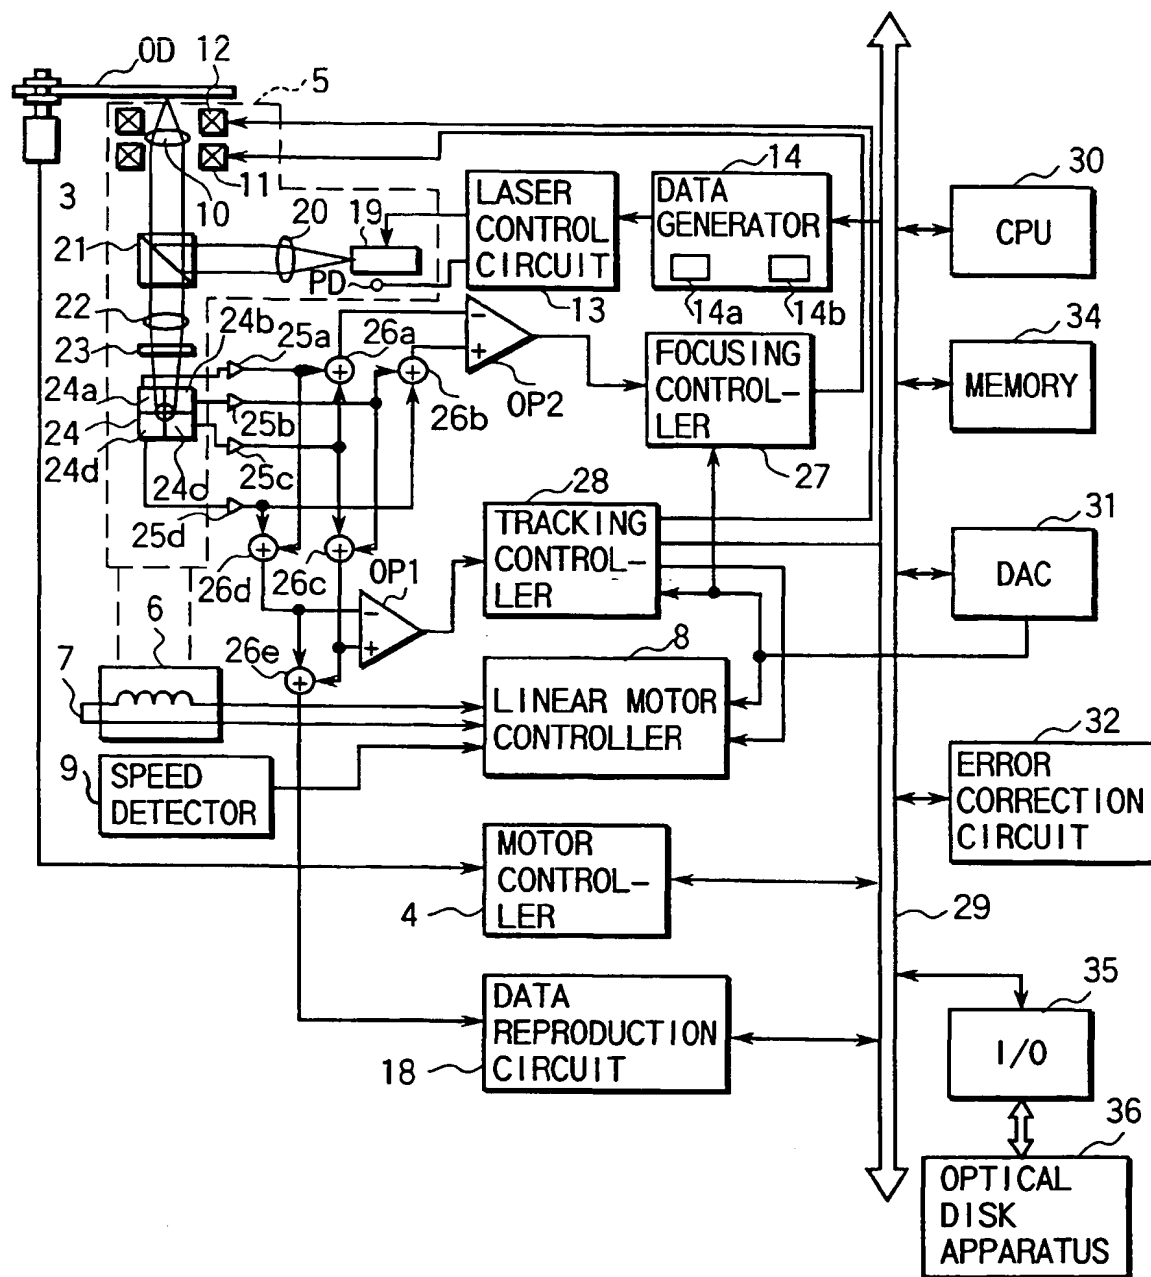 OD
12
5
3
11
10
14
LASER
CONTROL
CIRCUIT
13
DATA
GENERATOR
14a
14b
30
CPU
20
19
21
PD
22
23
24b
25a
26a
24a
24
25b
26b
OP2
24d
24d
25c
25d
FOCUSING
CONTROL-
LER
27
34
MEMORY
28
TRACKING
CONTROL-
LER
31
DAC
26d
26c
OP1
6
26e
7
8
LINEAR MOTOR
CONTROLLER
9
SPEED
DETECTOR
32
ERROR
CORRECTION
CIRCUIT
MOTOR
CONTROL-
LER
4
29
DATA
REPRODUCTION
CIRCUIT
18
35
I/O
36
OPTICAL
DISK
APPARATUS